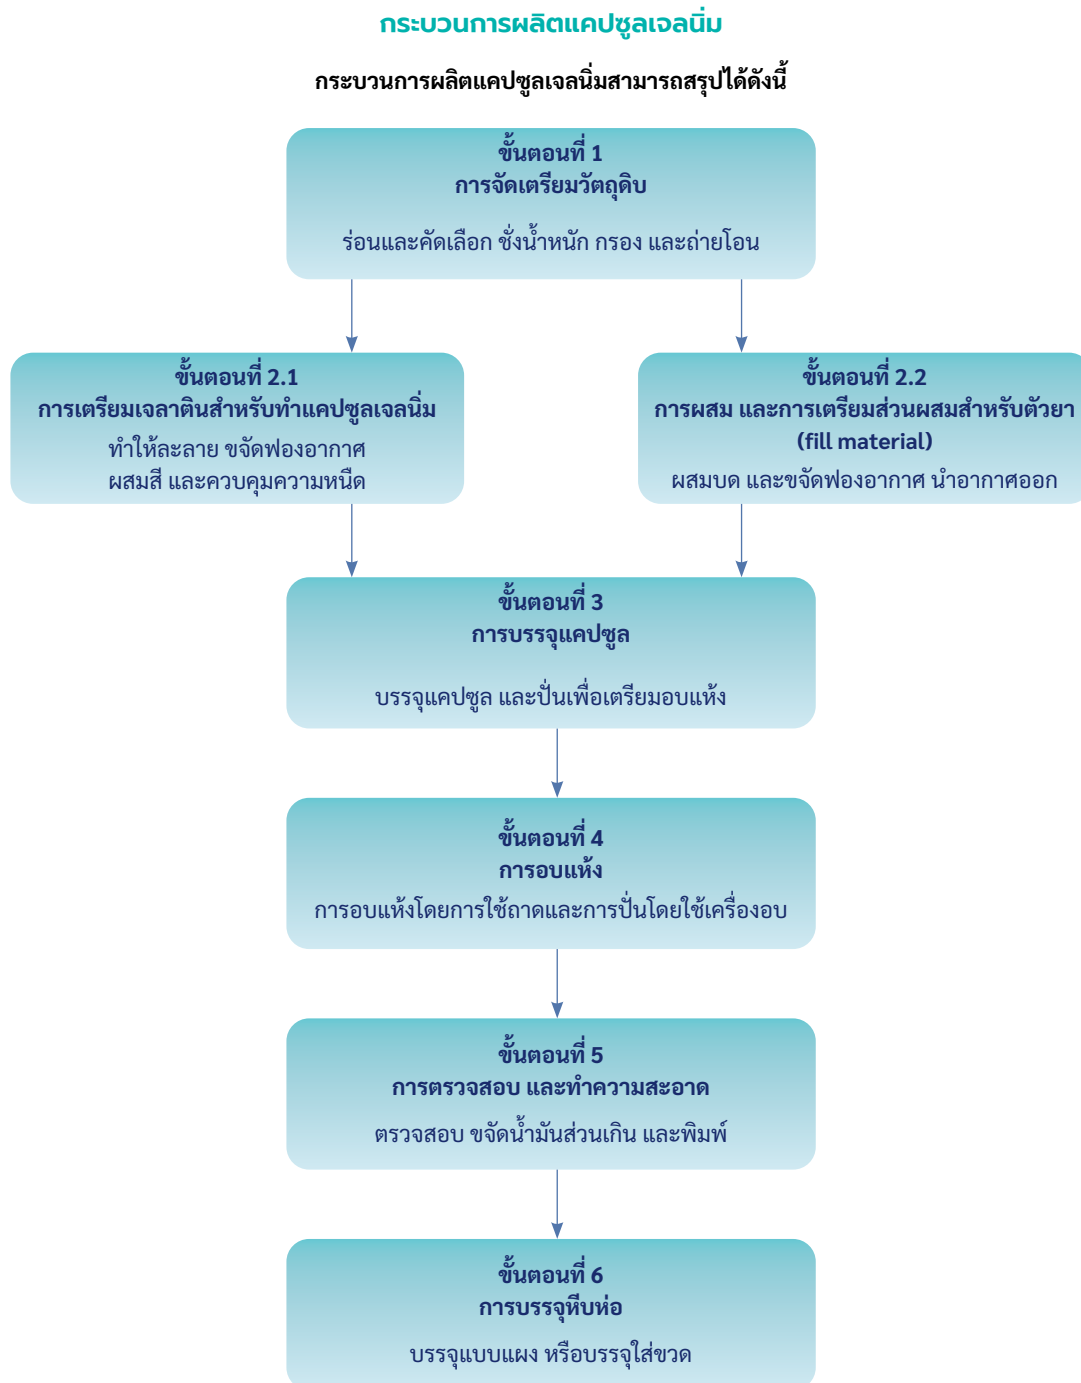 กระบวนการผลิตแคปซูลเจลนิ่ม
กระบวนการผลิตแคปซูลเจลนิ่มสามารถสรุปได้ดังนี้
ขั้นตอนที่ 1
การจัดเตรียมวัตถุดิบ
ร่อนและคัดเลือก ชั่งน้ำหนัก กรอง และถ่ายโอน
ขั้นตอนที่ 2.1
การเตรียมเจลาตินสำหรับทำแคปซูลเจลนิ่ม
ทำให้ละลาย ขจัดฟองอากาศ
ผสมสี และควบคุมความหนืด
ขั้นตอนที่ 2.2
การผสม และการเตรียมส่วนผสมสำหรับตัวยา
(fill material)
ผสมบด และขจัดฟองอากาศ นำอากาศออก
ขั้นตอนที่ 3
การบรรจุแคปซูล
บรรจุแคปซูล และปั่นเพื่อเตรียมอบแห้ง
ขั้นตอนที่ 4
การอบแห้ง
การอบแห้งโดยการใช้ถาดและการปั่นโดยใช้เครื่องอบ
ขั้นตอนที่ 5
การตรวจสอบ และทำความสะอาด
ตรวจสอบ ขจัดน้ำมันส่วนเกิน และพิมพ์
ขั้นตอนที่ 6
การบรรจุหีบห่อ
บรรจุแบบแผง หรือบรรจุใส่ขวด